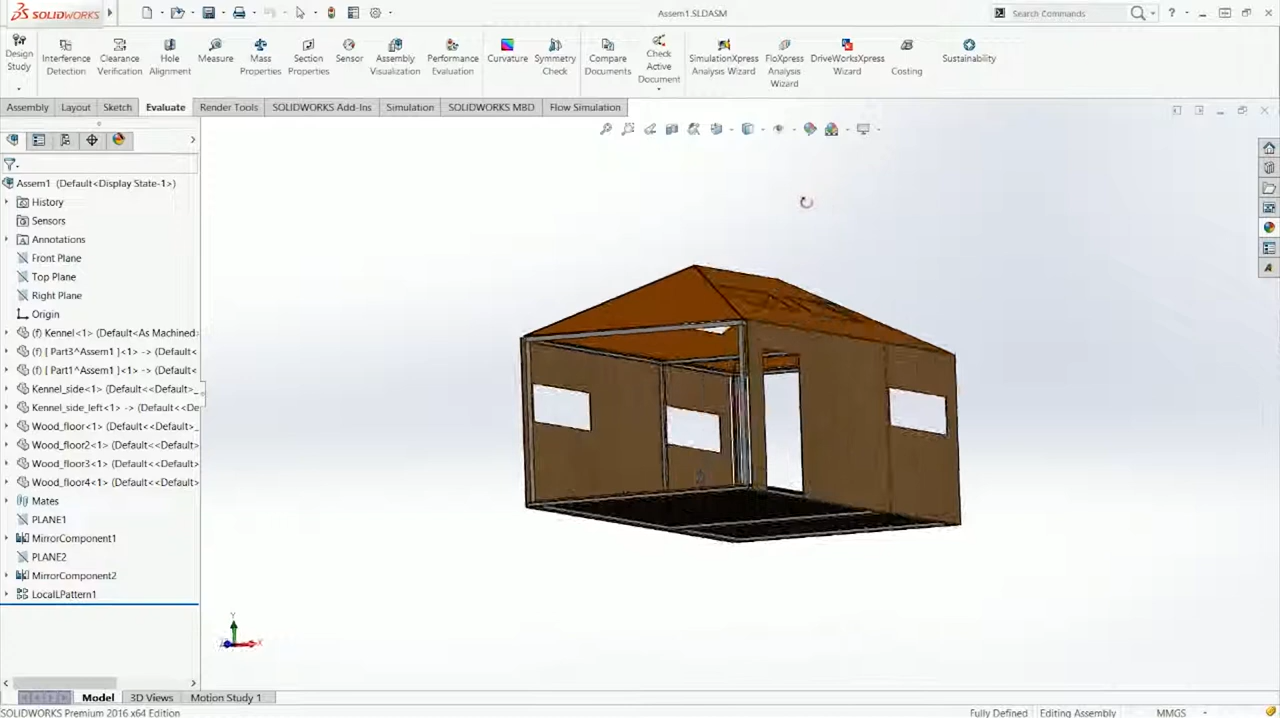 SOLIDWORKS
Assem1.SLDASM
Search Commands
?
Design Study
Interference Detection
Clearance Verification
Hole Alignment
Measure
Mass Properties
Section Properties
Sensor
Assembly Visualization
Performance Evaluation
Curvature
Symmetry Check
Compare Documents
Check Active Document
SimulationXpress Analysis Wizard
FloXpress Analysis Wizard
DriveWorksXpress Wizard
Costing
Sustainability
Assembly
Layout
Sketch
Evaluate
Render Tools
SOLIDWORKS Add-Ins
Simulation
SOLIDWORKS MBD
Flow Simulation
Assem1 (Default<Display State-1>)
History
Sensors
Annotations
Front Plane
Top Plane
Right Plane
Origin
(f) Kennel<1> (Default<As Machined>
(f) [ Part3^Assem1 ]<1> -> (Default<
(f) [ Part1^Assem1 ]<1> -> (Default<
Kennel_side<1> (Default<<Default>_
Kennel_side_left<1> -> (Default<<De
Wood_floor<1> (Default<<Default>_
Wood_floor2<1> (Default<<Default>
Wood_floor3<1> (Default<<Default>
Wood_floor4<1> (Default<<Default>
Mates
PLANE1
MirrorComponent1
PLANE2
MirrorComponent2
LocalLPattern1
Y
X
Model
3D Views
Motion Study 1
SOLIDWORKS Premium 2016 x64 Edition
Fully Defined
Editing Assembly
MMGS